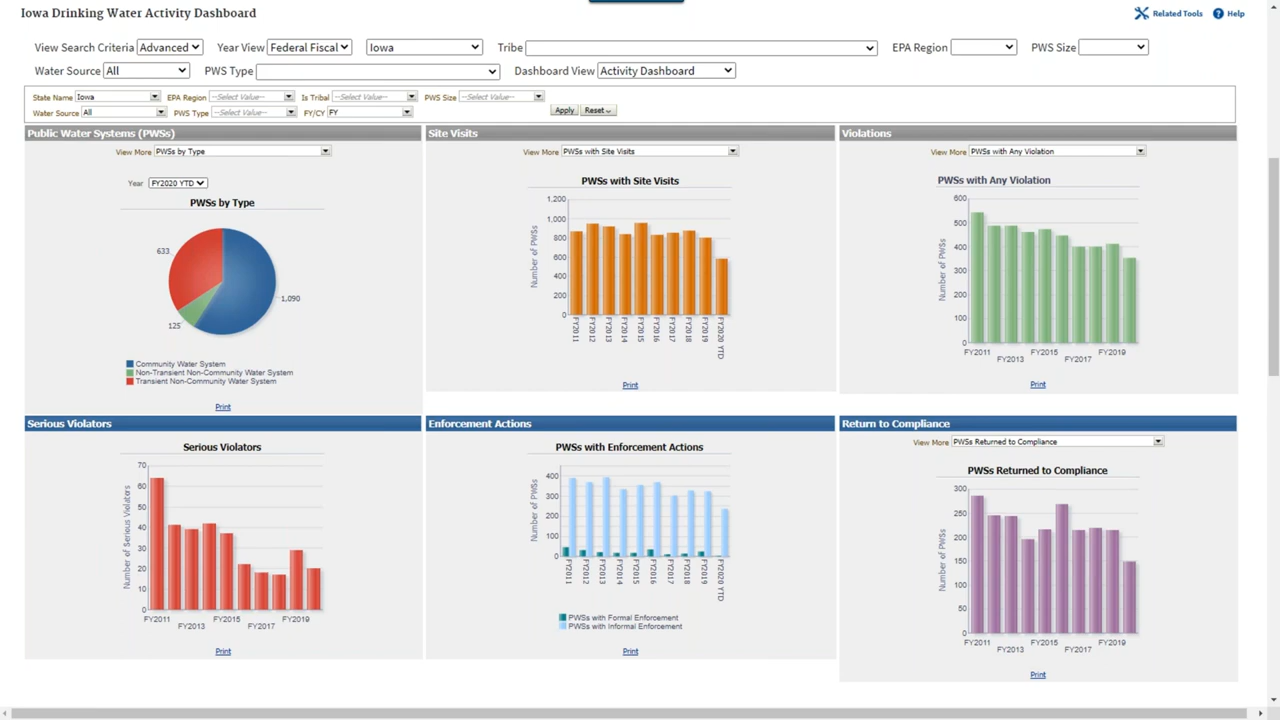 Iowa Drinking Water Activity Dashboard
Related Tools
Help
View Search Criteria Advanced Year View Federal Fiscal Iowa Tribe EPA Region PWS Size
Water Source All PWS Type Dashboard View Activity Dashboard
State Name Iowa EPA Region --Select Value-- Is Tribal --Select Value-- PWS Size --Select Value--
Water Source All PWS Type --Select Value-- FY/CY FY
Apply Reset
Public Water Systems (PWSs)
View More PWSs by Type
Year FY2020 YTD
PWSs by Type
633
1,090
125
Community Water System
Non-Transient Non-Community Water System
Transient Non-Community Water System
Print
Site Visits
View More PWSs with Site Visits
PWSs with Site Visits
Number of PWSs
1,200
1,000
800
600
400
200
0
FY2011
FY2012
FY2013
FY2014
FY2015
FY2016
FY2017
FY2018
FY2019
FY2020 YTD
Print
Violations
View More PWSs with Any Violation
PWSs with Any Violation
Number of PWSs
600
500
400
300
200
100
0
FY2011
FY2013
FY2015
FY2017
FY2019
Print
Serious Violators
Serious Violators
Number of Serious Violators
70
60
50
40
30
20
10
0
FY2011
FY2013
FY2015
FY2017
FY2019
Print
Enforcement Actions
PWSs with Enforcement Actions
Number of PWSs
400
300
200
100
0
FY2011
FY2012
FY2013
FY2014
FY2015
FY2016
FY2017
FY2018
FY2019
FY2020 YTD
PWSs with Formal Enforcement
PWSs with Informal Enforcement
Print
Return to Compliance
View More PWSs Returned to Compliance
PWSs Returned to Compliance
Number of PWSs
300
250
200
150
100
50
0
FY2011
FY2013
FY2015
FY2017
FY2019
Print